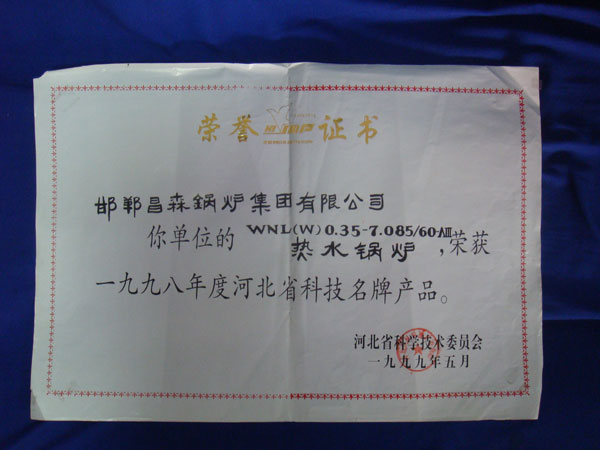 荣誉证书
邯郸昌森锅炉集团有限公司
你单位的 WNL(W)0.35-7.085/60-AⅢ
热水锅炉，荣获
一九九八年度河北省科技名牌产品。
河北省科学技术委员会
一九九九年五月